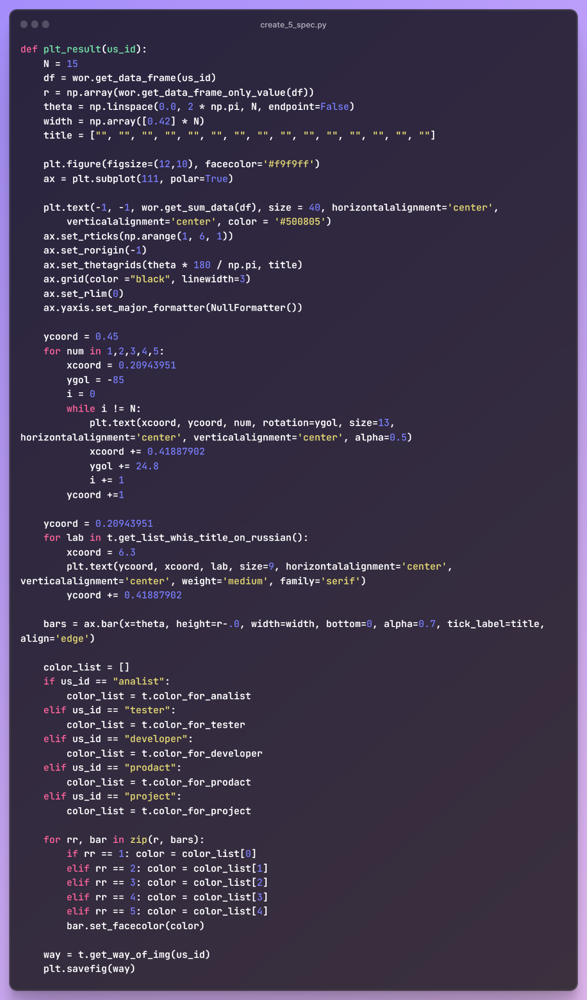 create_5_spec.py
def plt_result(us_id):
    N = 15
    df = wor.get_data_frame(us_id)
    r = np.array(wor.get_data_frame_only_value(df))
    theta = np.linspace(0.0, 2 * np.pi, N, endpoint=False)
    width = np.array([0.42] * N)
    title = ["", "", "", "", "", "", "", "", "", "", "", "", "", "", ""]

    plt.figure(figsize=(12,10), facecolor='#f9f9ff')
    ax = plt.subplot(111, polar=True)

    plt.text(-1, -1, wor.get_sum_data(df), size = 40, horizontalalignment='center',
        verticalalignment='center', color = '#500805')
    ax.set_rticks(np.arange(1, 6, 1))
    ax.set_rorigin(-1)
    ax.set_thetagrids(theta * 180 / np.pi, title)
    ax.grid(color ="black", linewidth=3)
    ax.set_rlim(0)
    ax.yaxis.set_major_formatter(NullFormatter())

    ycoord = 0.45
    for num in 1,2,3,4,5:
        xcoord = 0.20943951
        ygol = -85
        i = 0
        while i != N:
            plt.text(xcoord, ycoord, num, rotation=ygol, size=13,
horizontalalignment='center', verticalalignment='center', alpha=0.5)
            xcoord += 0.41887902
            ygol += 24.8
            i += 1
        ycoord +=1

    ycoord = 0.20943951
    for lab in t.get_list_whis_title_on_russian():
        xcoord = 6.3
        plt.text(ycoord, xcoord, lab, size=9, horizontalalignment='center',
verticalalignment='center', weight='medium', family='serif')
        ycoord += 0.41887902

    bars = ax.bar(x=theta, height=r-.0, width=width, bottom=0, alpha=0.7, tick_label=title,
align='edge')

    color_list = []
    if us_id == "analist":
        color_list = t.color_for_analist
    elif us_id == "tester":
        color_list = t.color_for_tester
    elif us_id == "developer":
        color_list = t.color_for_developer
    elif us_id == "prodact":
        color_list = t.color_for_prodact
    elif us_id == "project":
        color_list = t.color_for_project

    for rr, bar in zip(r, bars):
        if rr == 1: color = color_list[0]
        elif rr == 2: color = color_list[1]
        elif rr == 3: color = color_list[2]
        elif rr == 4: color = color_list[3]
        elif rr == 5: color = color_list[4]
        bar.set_facecolor(color)

    way = t.get_way_of_img(us_id)
    plt.savefig(way)